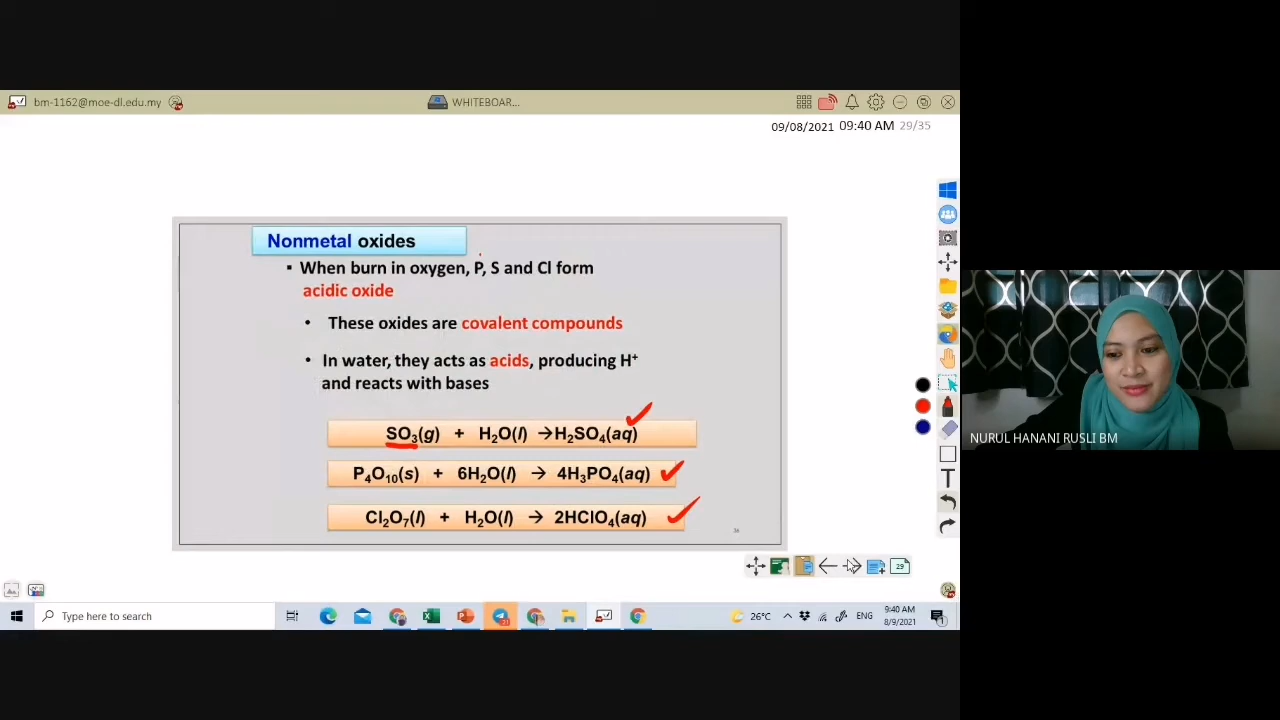 bm-1162@moe-dl.edu.my
WHITEBOAR...
09/08/2021 09:40 AM 29/35
Nonmetal oxides
▪ When burn in oxygen, P, S and Cl form
acidic oxide
• These oxides are covalent compounds
• In water, they acts as acids, producing H⁺
and reacts with bases
SO₃(g) + H₂O(l) →H₂SO₄(aq)
P₄O₁₀(s) + 6H₂O(l) → 4H₃PO₄(aq)
Cl₂O₇(l) + H₂O(l) → 2HClO₄(aq)
NURUL HANANI RUSLI BM
T
29
Type here to search
26°C
ENG
9:40 AM
8/9/2021